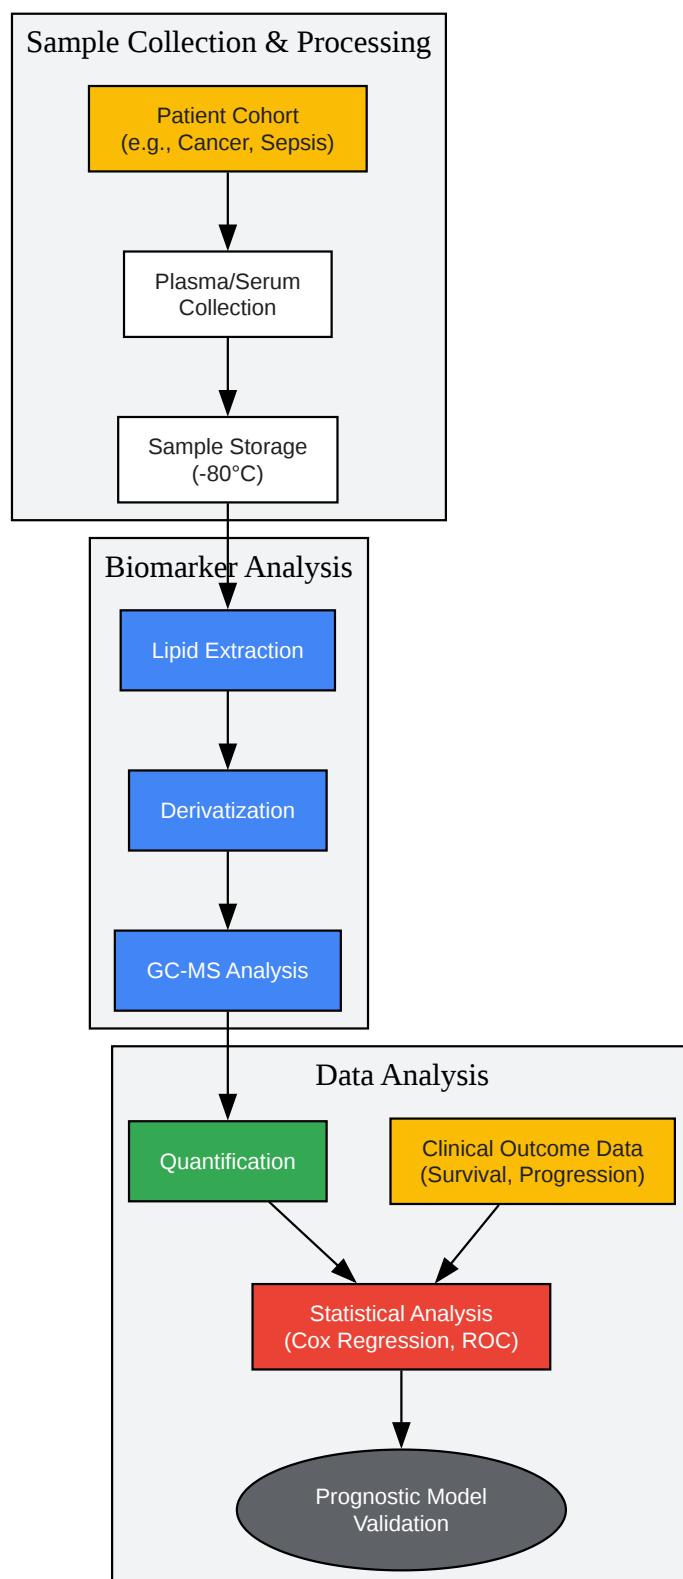 Sample Collection & Processing
Patient Cohort
(e.g., Cancer, Sepsis)
Plasma/Serum
Collection
Sample Storage
(-80°C)
Biomarker Analysis
Lipid Extraction
Derivatization
GC-MS Analysis
Data Analysis
Quantification
Clinical Outcome Data
(Survival, Progression)
Statistical Analysis
(Cox Regression, ROC)
Prognostic Model
Validation